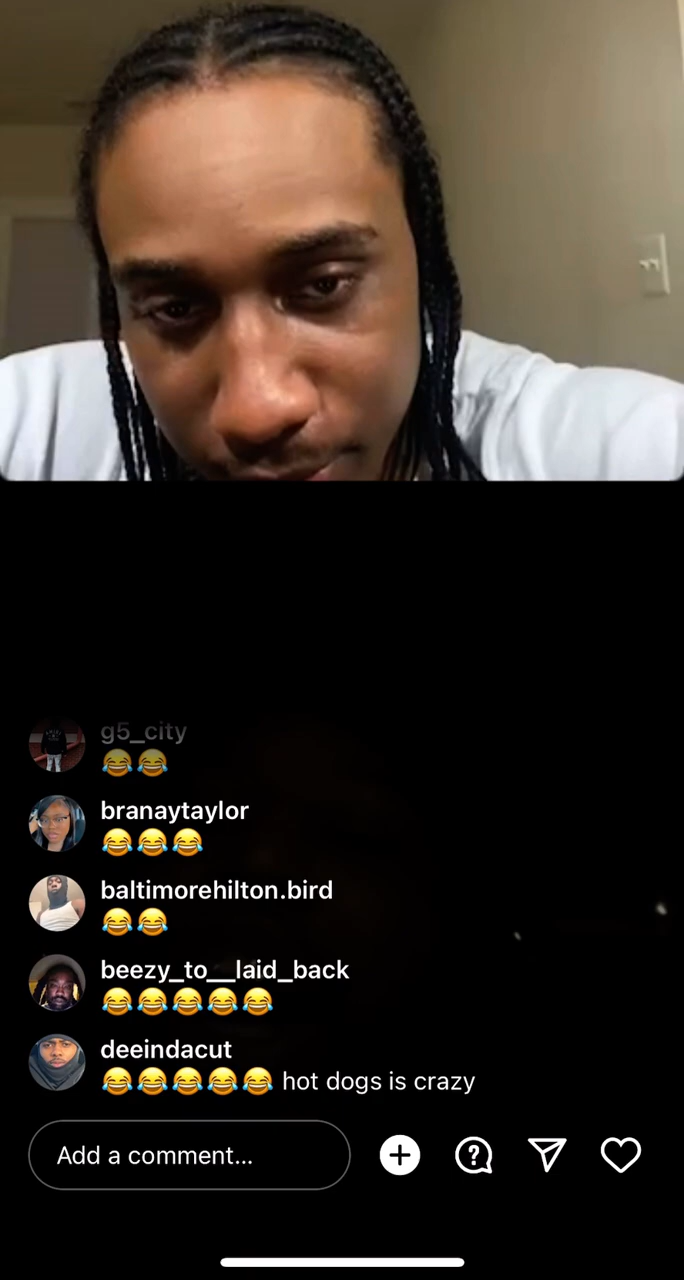 g5_city
😂😂
branaytaylor
😂😂😂
baltimorehilton.bird
😂😂
beezy_to__laid_back
😂😂😂😂😂
deeindacut
😂😂😂😂😂 hot dogs is crazy
Add a comment...